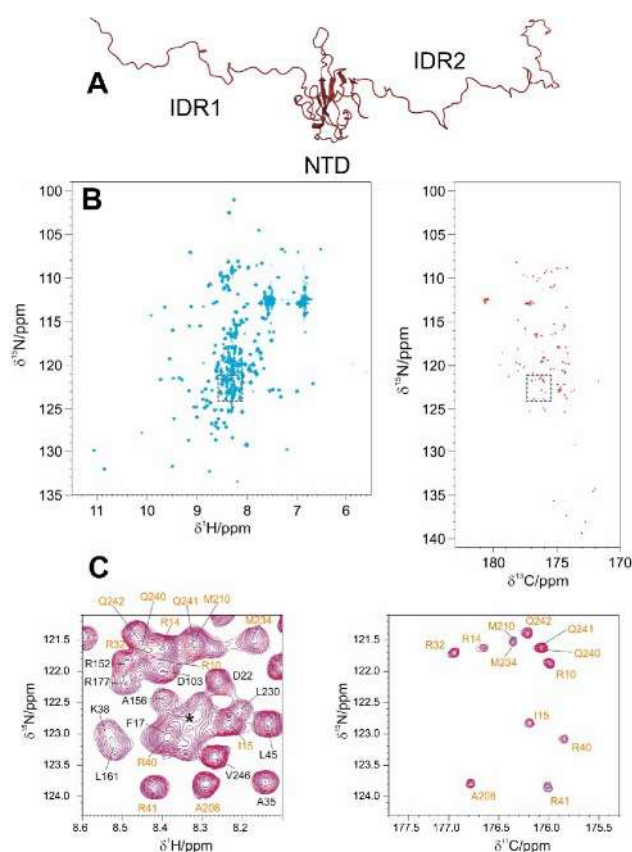 A
IDR1
IDR2
NTD
B
100
105
110
115
120
125
130
135
δ¹⁵N/ppm
11
10
9
8
7
6
δ¹H/ppm
100
105
110
115
120
125
130
135
140
δ¹⁵N/ppm
180
175
170
δ¹³C/ppm
C
Q242
Q240
R14
Q241
M210
M234
R32
R152
R177
R10
D103
D22
A156
L230
K38
F17
*
L161
R40
I15
L45
V246
R41
A208
A35
121.5
122.0
122.5
123.0
123.5
124.0
δ¹⁵N/ppm
8.6
8.5
8.4
8.3
8.2
δ¹H/ppm
M210
Q242
R14
Q241
R32
M234
Q240
R10
I15
R40
A208
R41
121.5
122.0
122.5
123.0
123.5
124.0
δ¹⁵N/ppm
177.5
177.0
176.5
176.0
175.5
δ¹³C/ppm